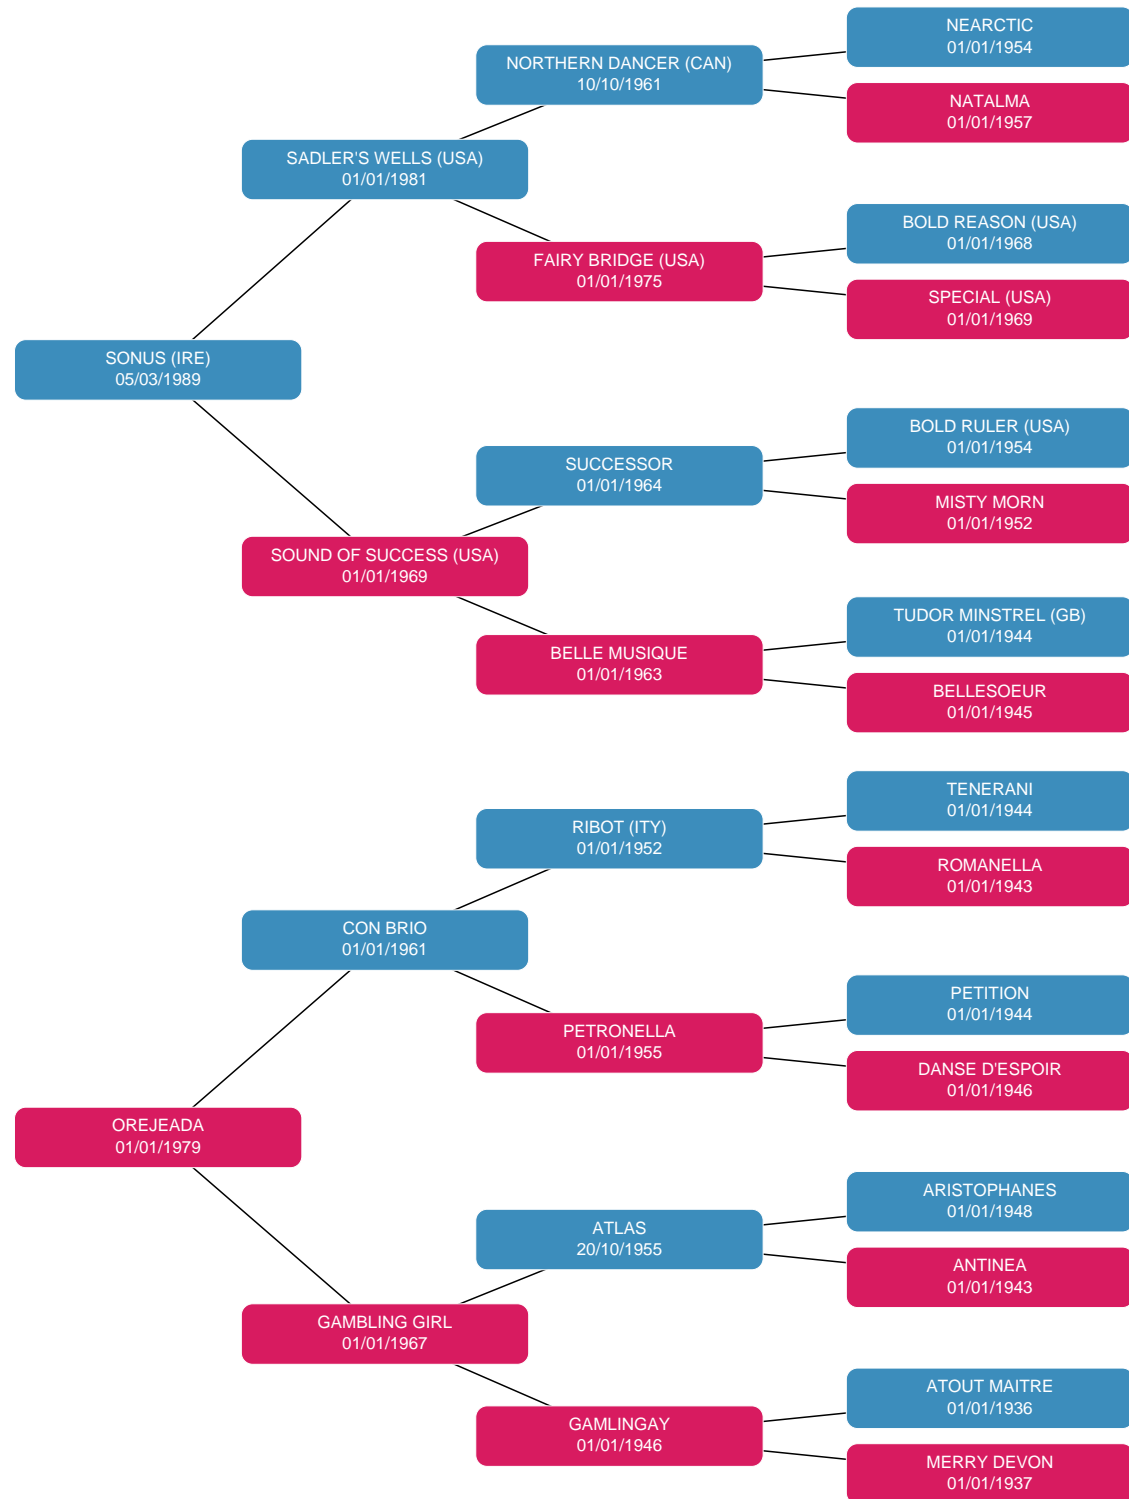 NEARCTIC
01/01/1954
NORTHERN DANCER (CAN)
10/10/1961
NATALMA
01/01/1957
SADLER'S WELLS (USA)
01/01/1981
BOLD REASON (USA)
01/01/1968
FAIRY BRIDGE (USA)
01/01/1975
SPECIAL (USA)
01/01/1969
SONUS (IRE)
05/03/1989
BOLD RULER (USA)
01/01/1954
SUCCESSOR
01/01/1964
MISTY MORN
01/01/1952
SOUND OF SUCCESS (USA)
01/01/1969
TUDOR MINSTREL (GB)
01/01/1944
BELLE MUSIQUE
01/01/1963
BELLESOEUR
01/01/1945
TENERANI
01/01/1944
RIBOT (ITY)
01/01/1952
ROMANELLA
01/01/1943
CON BRIO
01/01/1961
PETITION
01/01/1944
PETRONELLA
01/01/1955
DANSE D'ESPOIR
01/01/1946
OREJEADA
01/01/1979
ARISTOPHANES
01/01/1948
ATLAS
20/10/1955
ANTINEA
01/01/1943
GAMBLING GIRL
01/01/1967
ATOUT MAITRE
01/01/1936
GAMLINGAY
01/01/1946
MERRY DEVON
01/01/1937